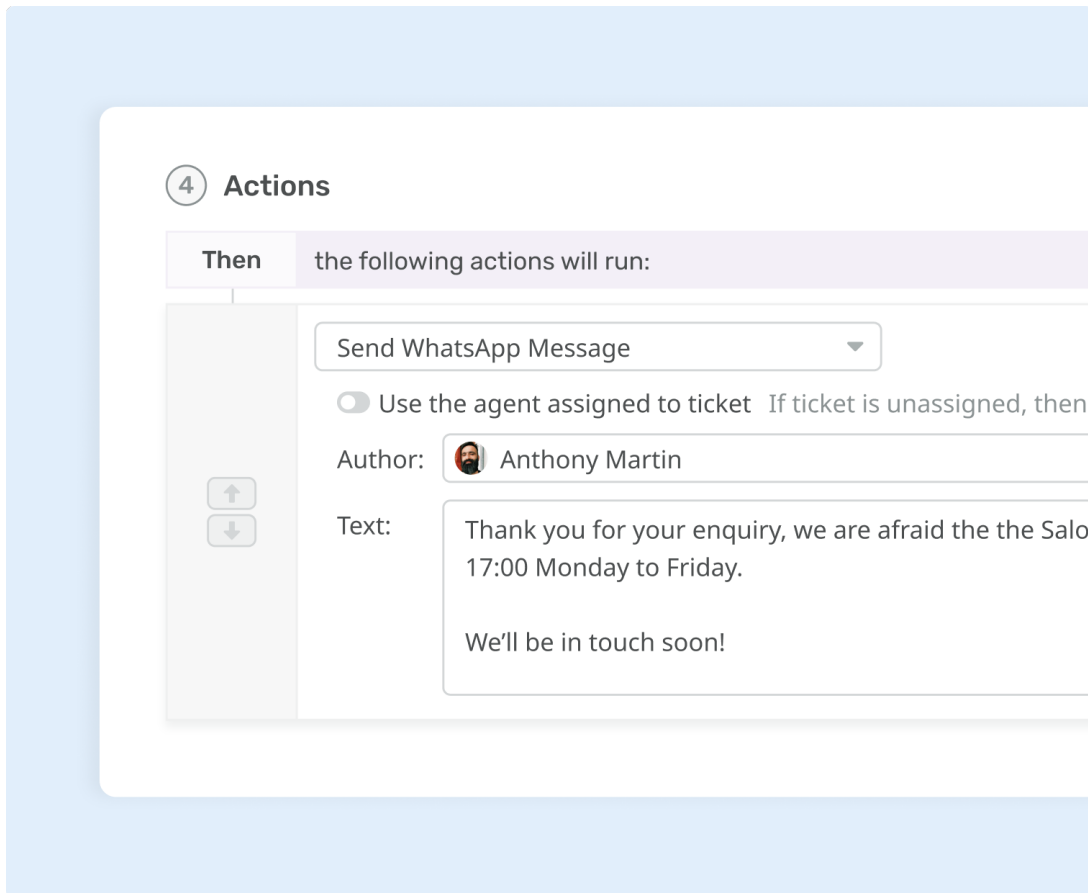 4 Actions
Then the following actions will run:
Send WhatsApp Message
Use the agent assigned to ticket If ticket is unassigned, then
Author: Anthony Martin
Text: Thank you for your enquiry, we are afraid the the Salo
17:00 Monday to Friday.
We’ll be in touch soon!